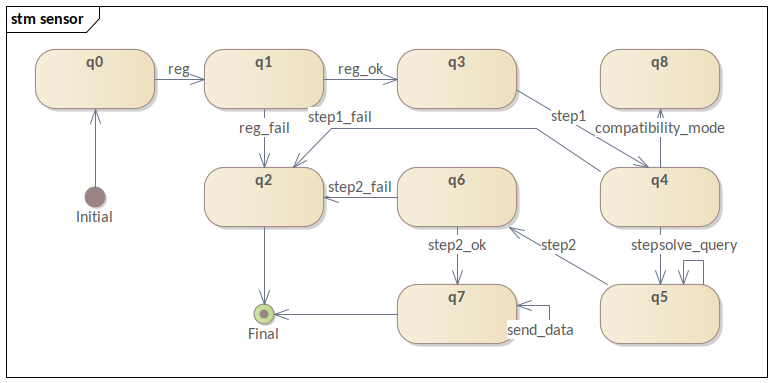 stm sensor
q0
q1
q3
q8
reg
reg_ok
reg_fail
step1_fail
step1
compatibility_mode
q2
q6
q4
step2_fail
Initial
step2_ok
step2
solve_query
q7
q5
Final
send_data